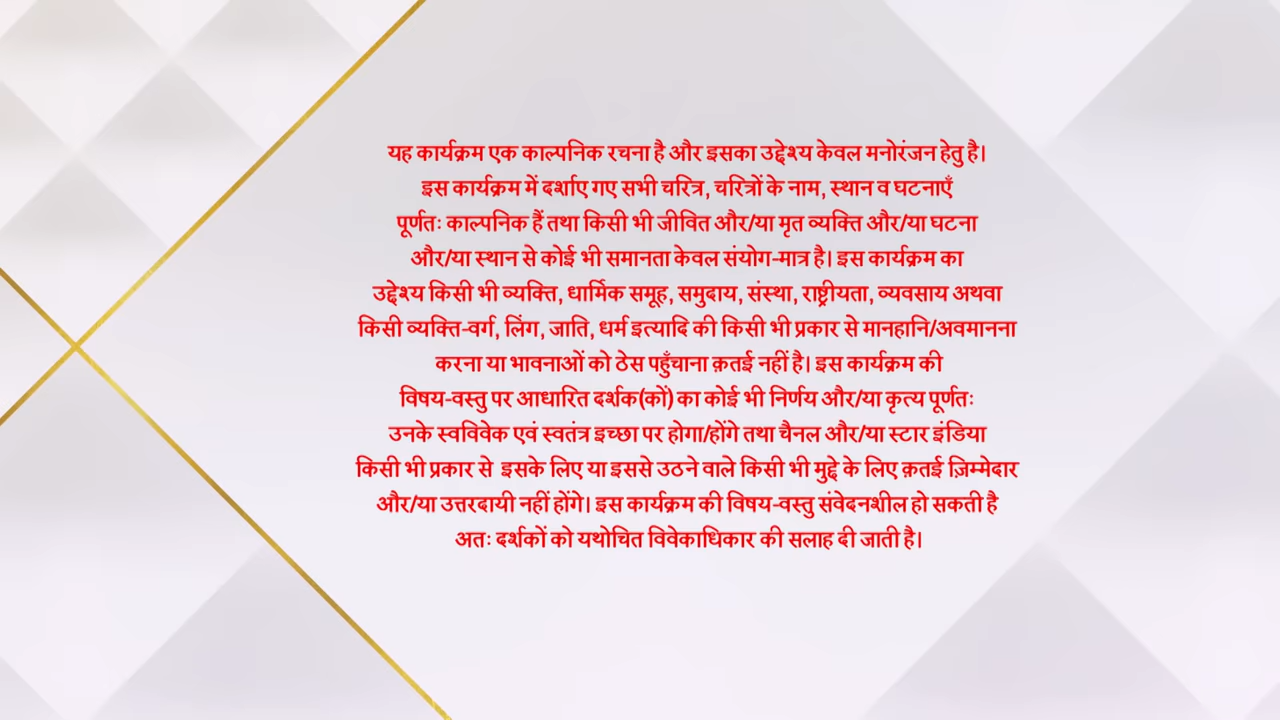 यह कार्यक्रम एक काल्पनिक रचना है और इसका उद्देश्य केवल मनोरंजन हेतु है।
इस कार्यक्रम में दर्शाए गए सभी चरित्र, चरित्रों के नाम, स्थान व घटनाएँ
पूर्णतः काल्पनिक हैं तथा किसी भी जीवित और/या मृत व्यक्ति और/या घटना
और/या स्थान से कोई भी समानता केवल संयोग-मात्र है। इस कार्यक्रम का
उद्देश्य किसी भी व्यक्ति, धार्मिक समूह, समुदाय, संस्था, राष्ट्रीयता, व्यवसाय अथवा
किसी व्यक्ति-वर्ग, लिंग, जाति, धर्म इत्यादि की किसी भी प्रकार से मानहानि/अवमानना
करना या भावनाओं को ठेस पहुँचाना क़तई नहीं है। इस कार्यक्रम की
विषय-वस्तु पर आधारित दर्शक(कों) का कोई भी निर्णय और/या कृत्य पूर्णतः
उनके स्वविवेक एवं स्वतंत्र इच्छा पर होगा/होंगे तथा चैनल और/या स्टार इंडिया
किसी भी प्रकार से इसके लिए या इससे उठने वाले किसी भी मुद्दे के लिए क़तई ज़िम्मेदार
और/या उत्तरदायी नहीं होंगे। इस कार्यक्रम की विषय-वस्तु संवेदनशील हो सकती है
अतः दर्शकों को यथोचित विवेकाधिकार की सलाह दी जाती है।